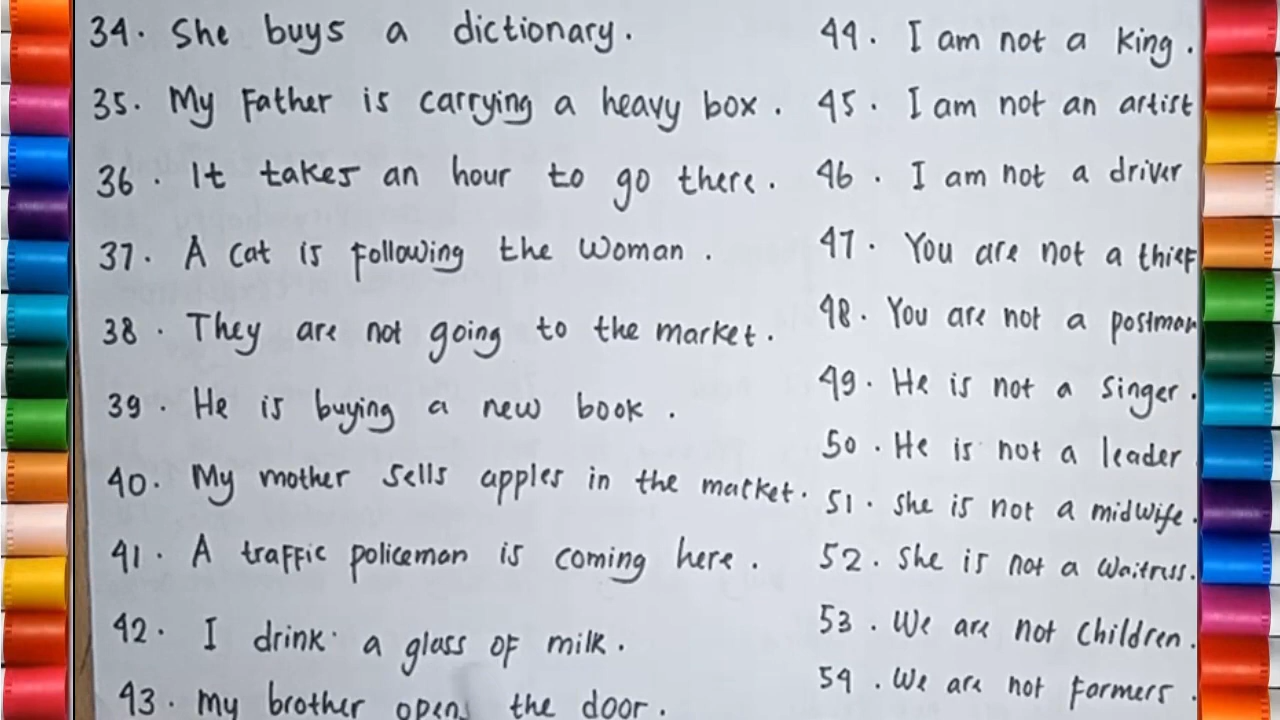 34. She buys a dictionary.
35. My Father is carrying a heavy box.
36. It takes an hour to go there.
37. A cat is following the woman.
38. They are not going to the market.
39. He is buying a new book.
40. My mother sells apples in the market.
41. A traffic policeman is coming here.
42. I drink a glass of milk.
43. my brother opens the door.
44. I am not a king.
45. I am not an artist
46. I am not a driver
47. You are not a thief
48. You are not a postman
49. He is not a singer.
50. He is not a leader
51. she is not a midwife.
52. she is not a waitress.
53. We are not children.
54. We are not farmers.